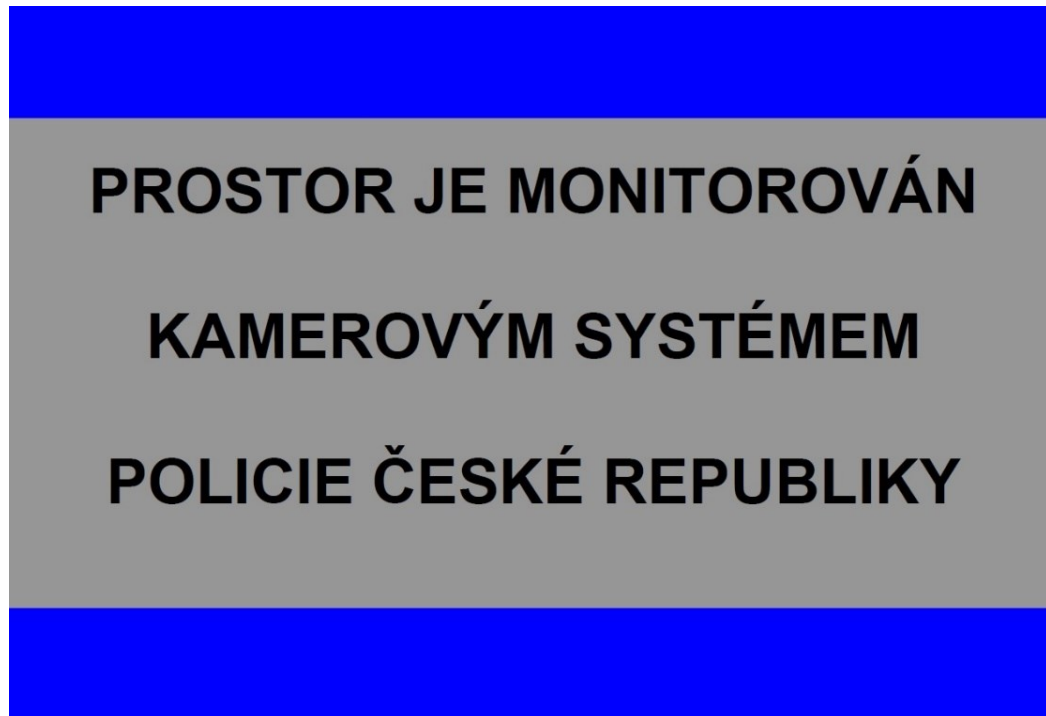 PROSTOR JE MONITOROVÁN
KAMEROVÝM SYSTÉMEM
POLICIE ČESKÉ REPUBLIKY